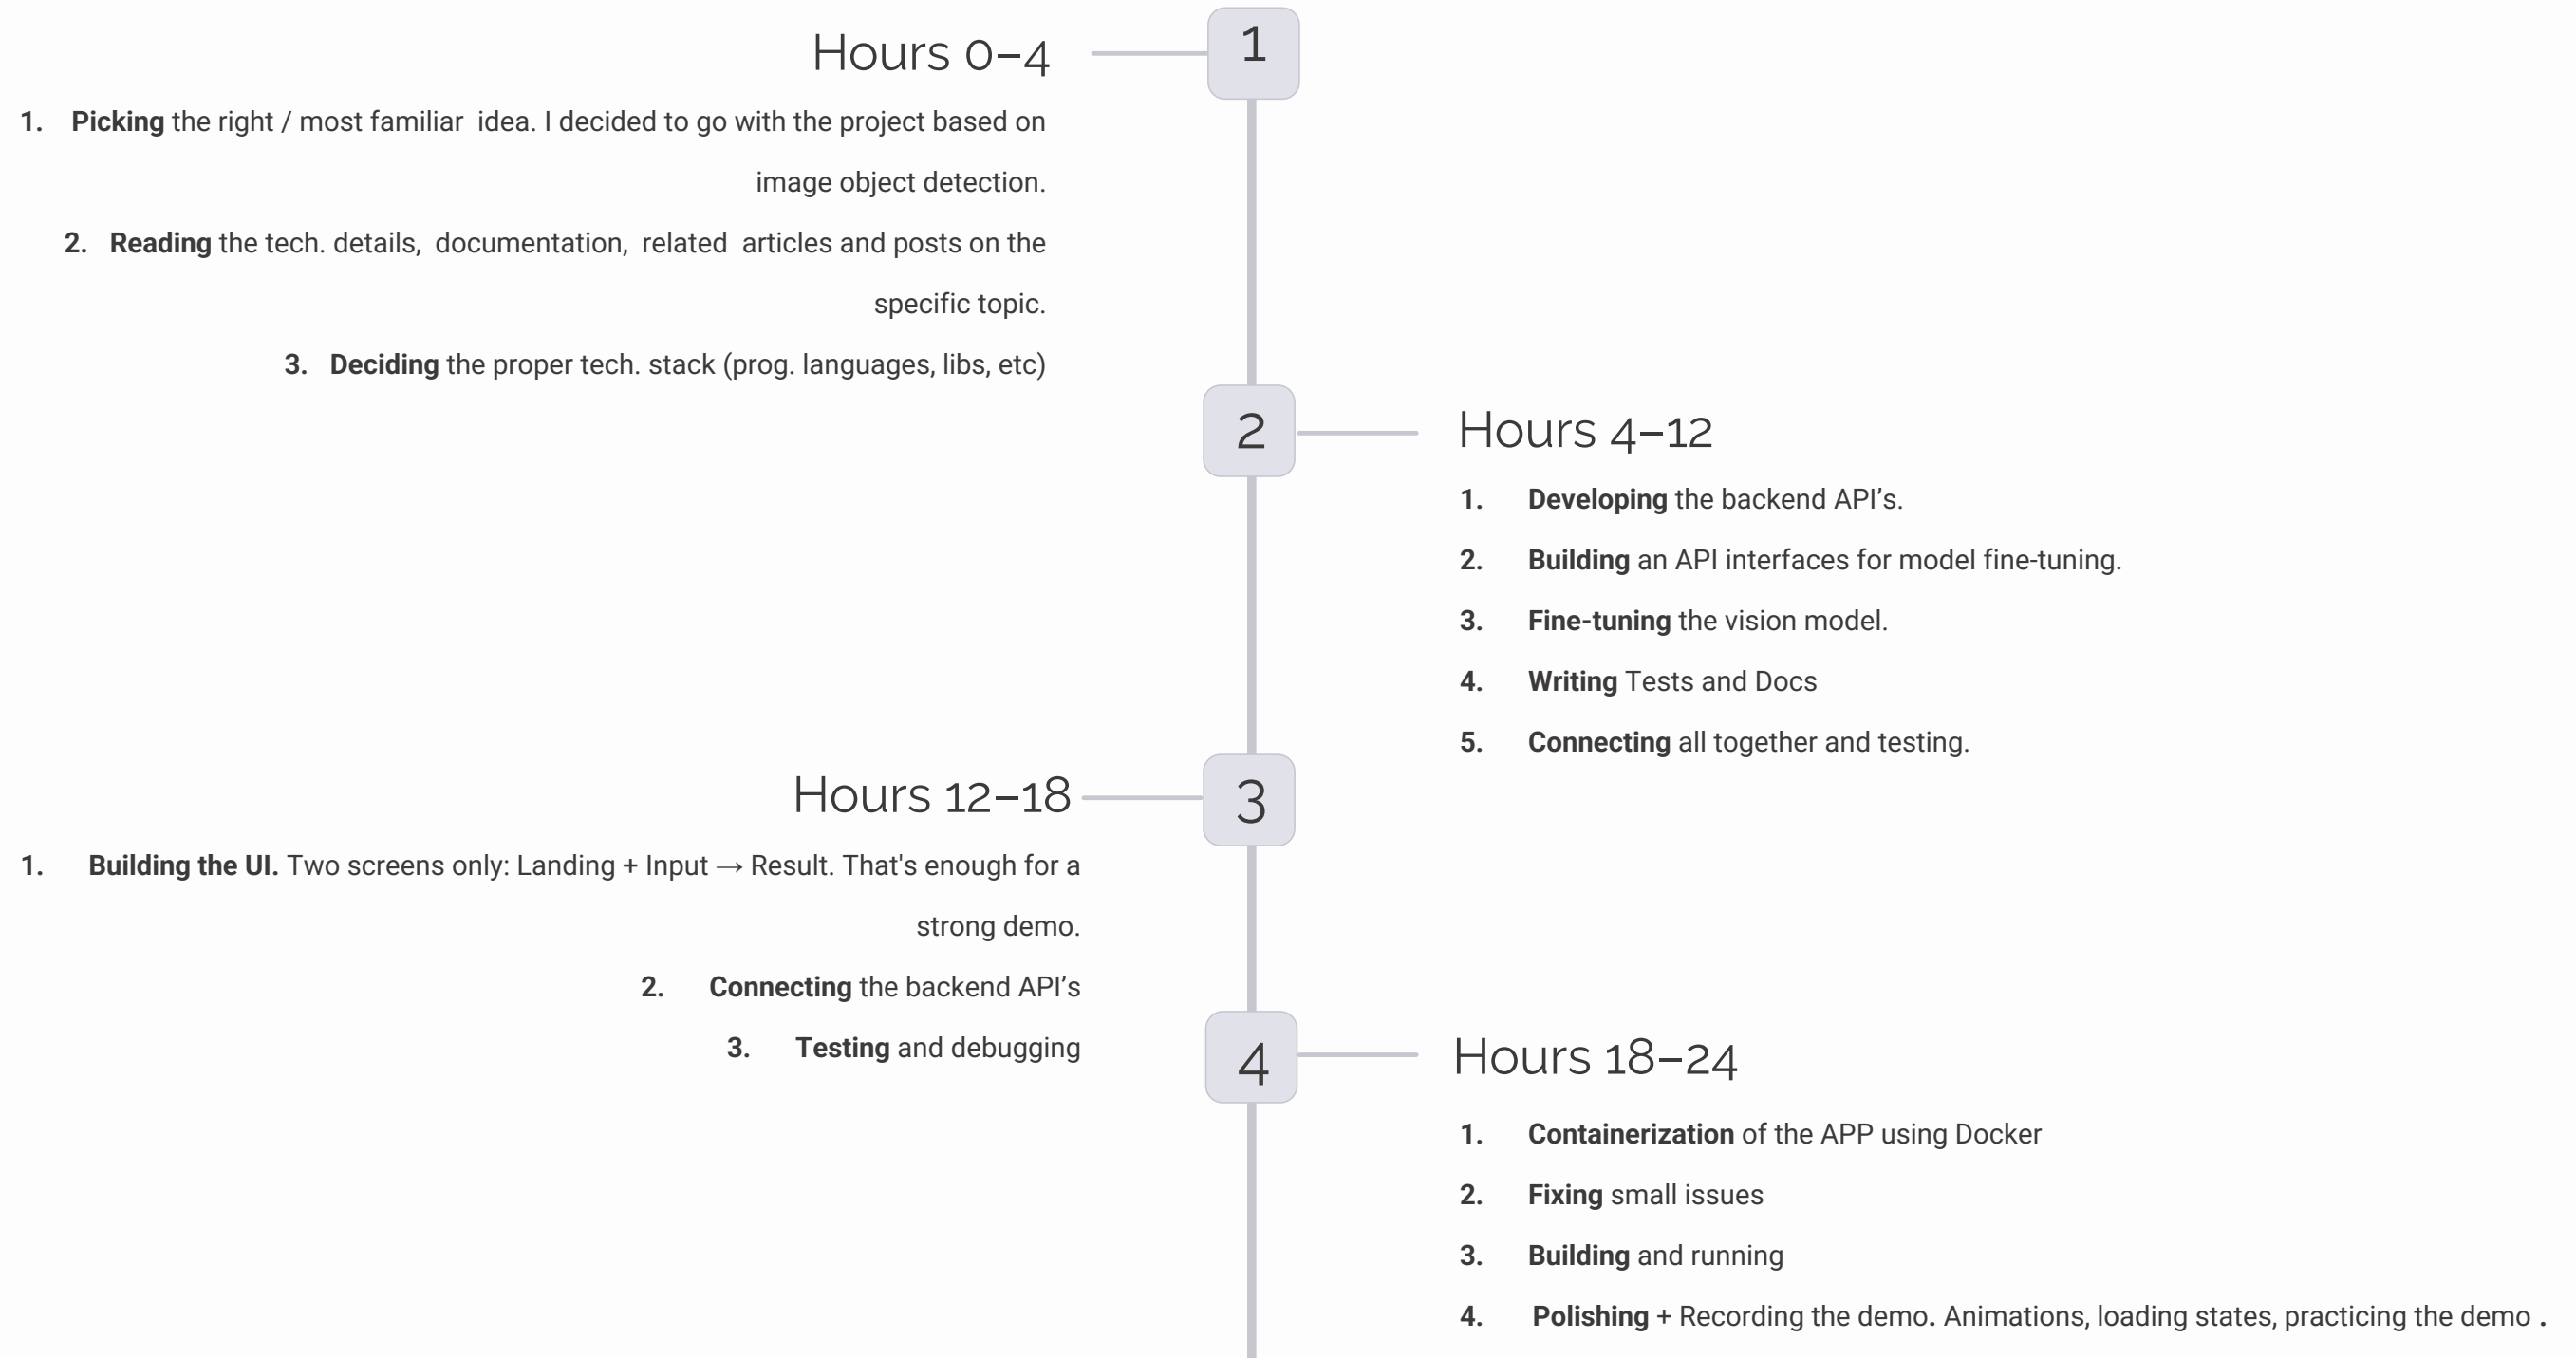 Hours 0–4
1
1. Picking the right / most familiar idea. I decided to go with the project based on
image object detection.
2. Reading the tech. details, documentation, related articles and posts on the
specific topic.
3. Deciding the proper tech. stack (prog. languages, libs, etc)
2
Hours 4–12
1. Developing the backend API’s.
2. Building an API interfaces for model fine-tuning.
3. Fine-tuning the vision model.
4. Writing Tests and Docs
5. Connecting all together and testing.
Hours 12–18
3
1. Building the UI. Two screens only: Landing + Input → Result. That's enough for a
strong demo.
2. Connecting the backend API’s
3. Testing and debugging
4
Hours 18–24
1. Containerization of the APP using Docker
2. Fixing small issues
3. Building and running
4. Polishing + Recording the demo. Animations, loading states, practicing the demo .